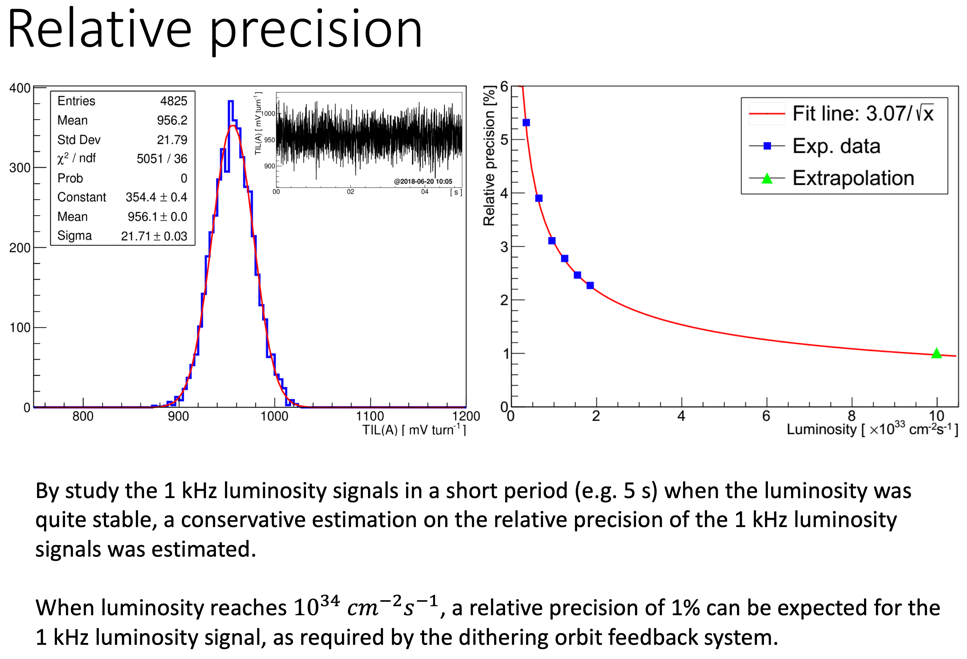 Relative precision
400
300
200
100
0
800
900
1000
1100
1200
TIL(A) [ mV turn-1]
Entries 4825
Mean 956.2
Std Dev 21.79
χ2 / ndf 5051 / 36
Prob 0
Constant 354.4 ± 0.4
Mean 956.1 ± 0.0
Sigma 21.71 ± 0.03
TIL(A) [ mV turn-1]
1000
950
900
@2018-06-20 10:05
00
02
04
[ s ]
Relative precision [%]
6
5
4
3
2
1
0
0
2
4
6
8
10
Luminosity [ ×1033 cm-2s-1 ]
Fit line: 3.07/√x
Exp. data
Extrapolation
By study the 1 kHz luminosity signals in a short period (e.g. 5 s) when the luminosity was
quite stable, a conservative estimation on the relative precision of the 1 kHz luminosity
signals was estimated.
When luminosity reaches 10³⁴ cm⁻²s⁻¹, a relative precision of 1% can be expected for the
1 kHz luminosity signal, as required by the dithering orbit feedback system.